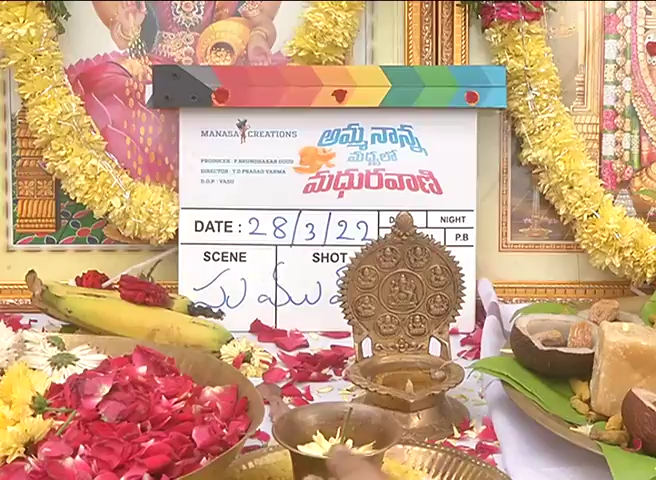 MANASA CREATIONS
PRODUCER : P.BHUMDHAKAR GOUD
DIRECTOR : T.D PRASAD VARMA
D.O.P : VASU
అమ్మ నాన్న
మధ్యలో
మధురవాణి
DATE : 28/3/22
NIGHT
P.B
SCENE
SHOT